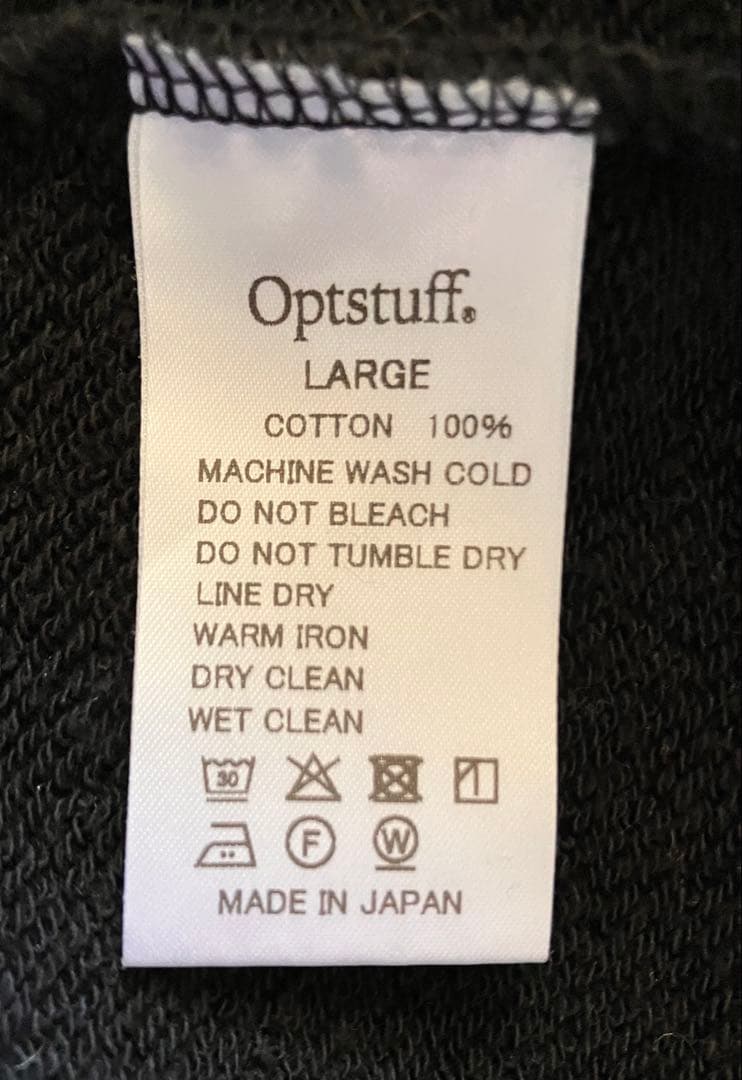 Optstuff®
LARGE
COTTON 100%
MACHINE WASH COLD
DO NOT BLEACH
DO NOT TUMBLE DRY
LINE DRY
WARM IRON
DRY CLEAN
WET CLEAN
30
F W
MADE IN JAPAN